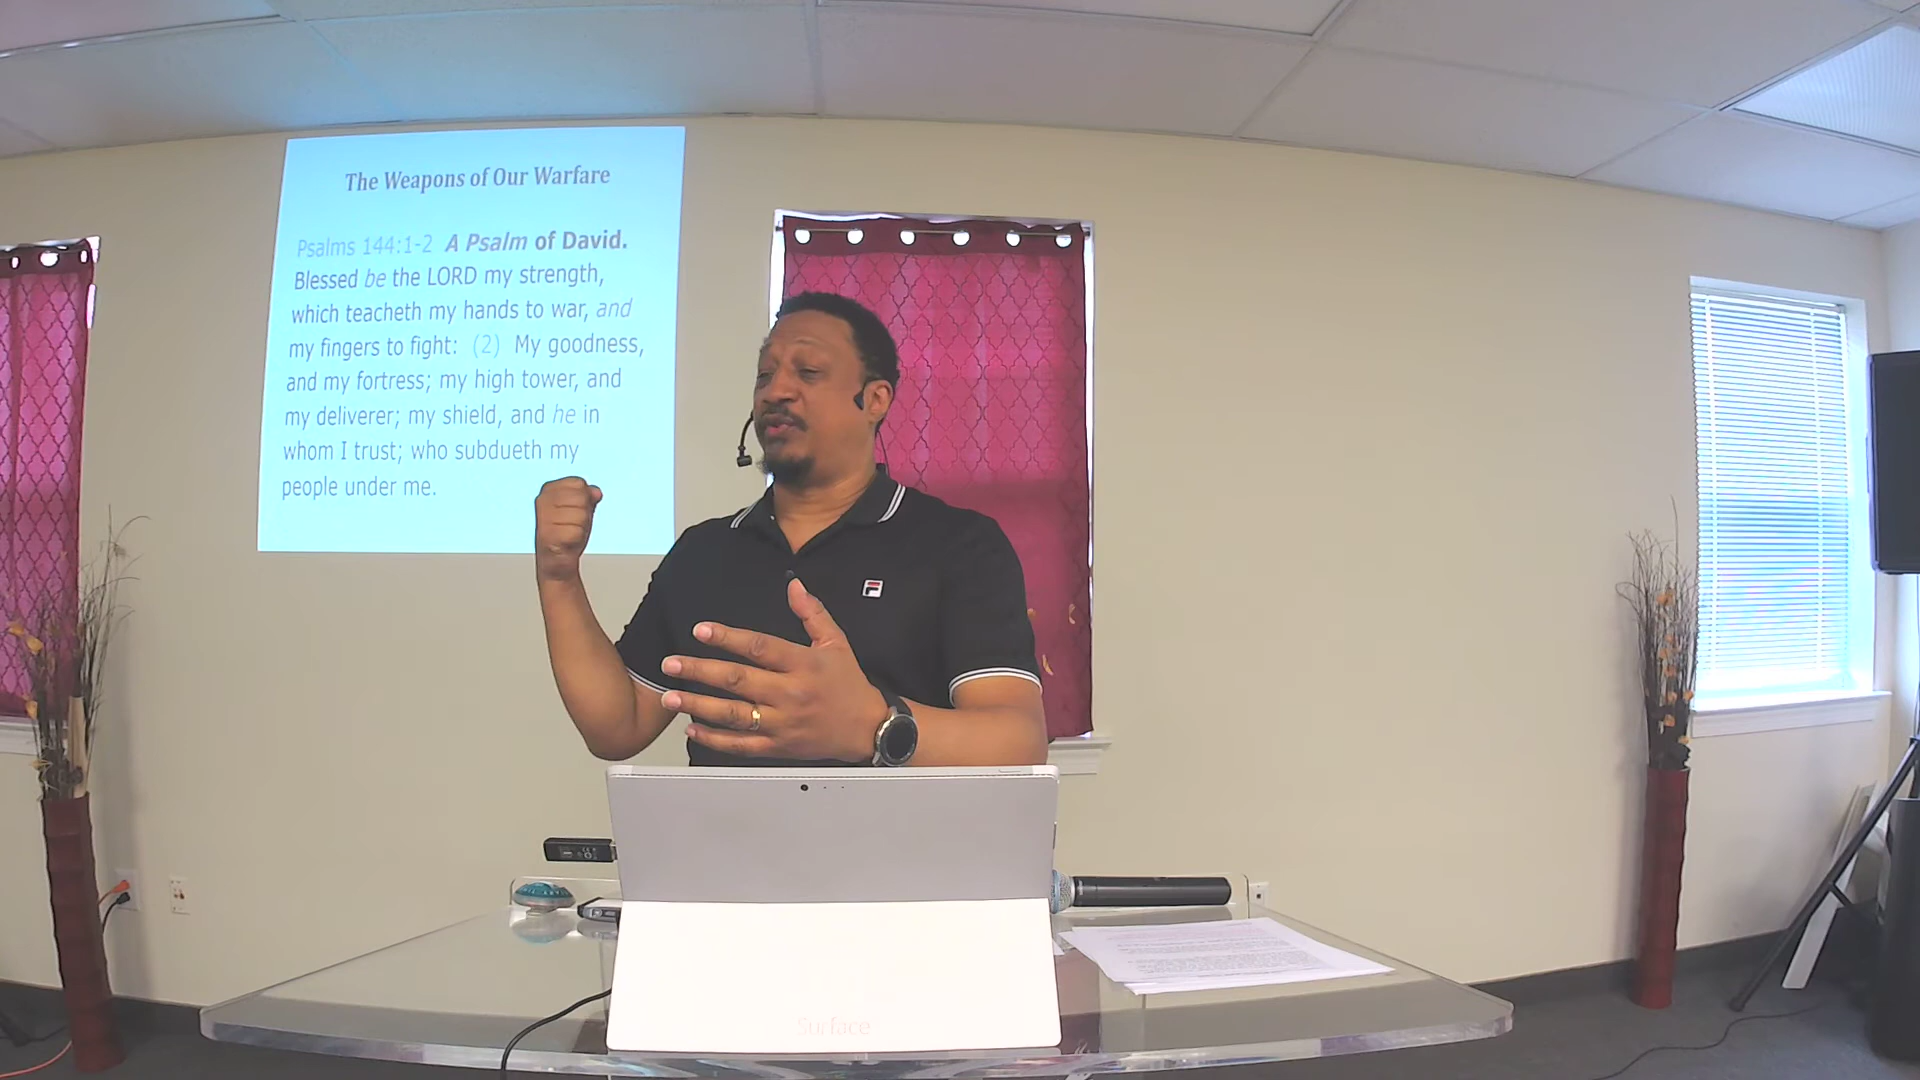 The Weapons of Our Warfare
Psalms 144:1-2 A Psalm of David.
Blessed be the LORD my strength,
which teacheth my hands to war, and
my fingers to fight: (2) My goodness,
and my fortress; my high tower, and
my deliverer; my shield, and he in
whom I trust; who subdueth my
people under me.
Surface